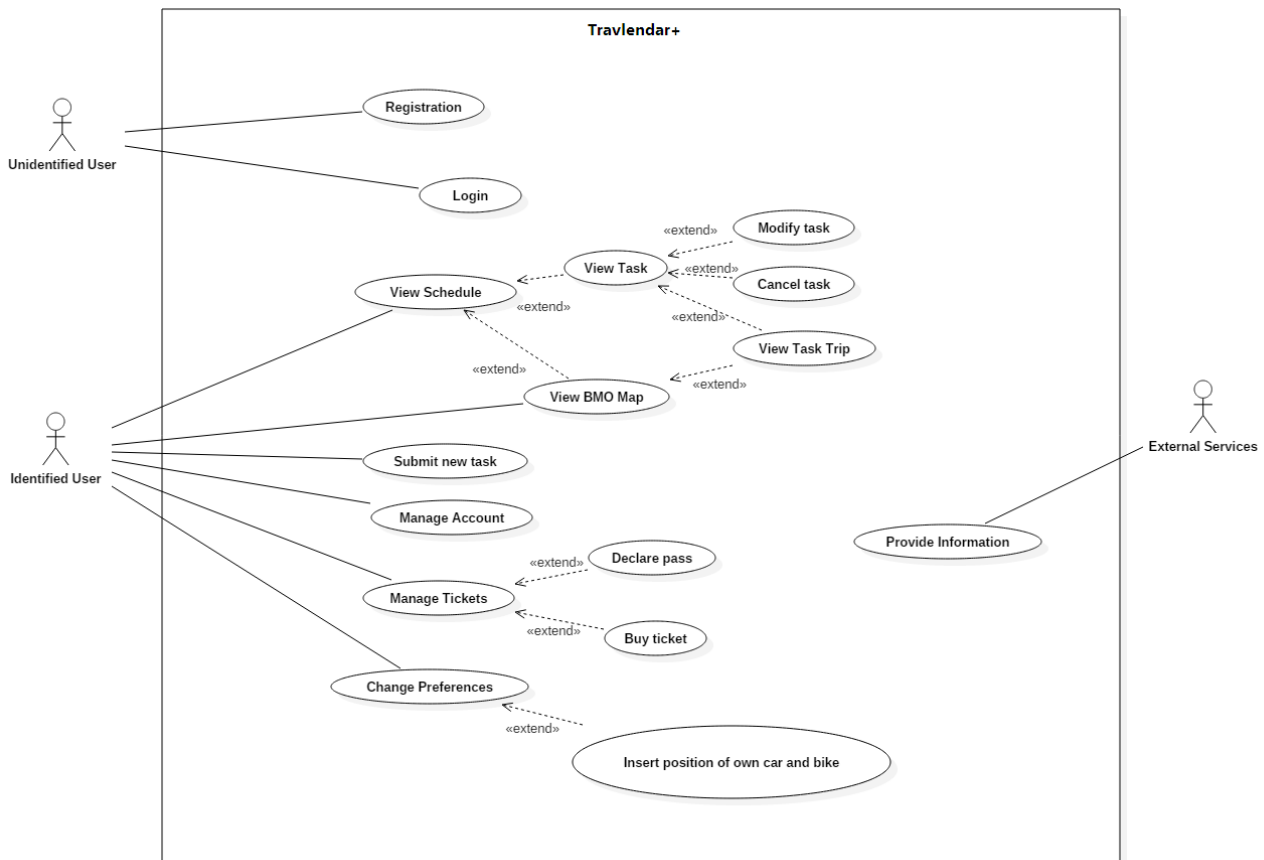 Travlendar+
Registration
Unidentified User
Login
Modify task
«extend»
View Task
«extend»
Cancel task
View Schedule
«extend»
«extend»
View Task Trip
«extend»
«extend»
View BMO Map
External Services
Submit new task
Identified User
Manage Account
Provide Information
Declare pass
«extend»
Manage Tickets
«extend»
Buy ticket
Change Preferences
«extend»
Insert position of own car and bike